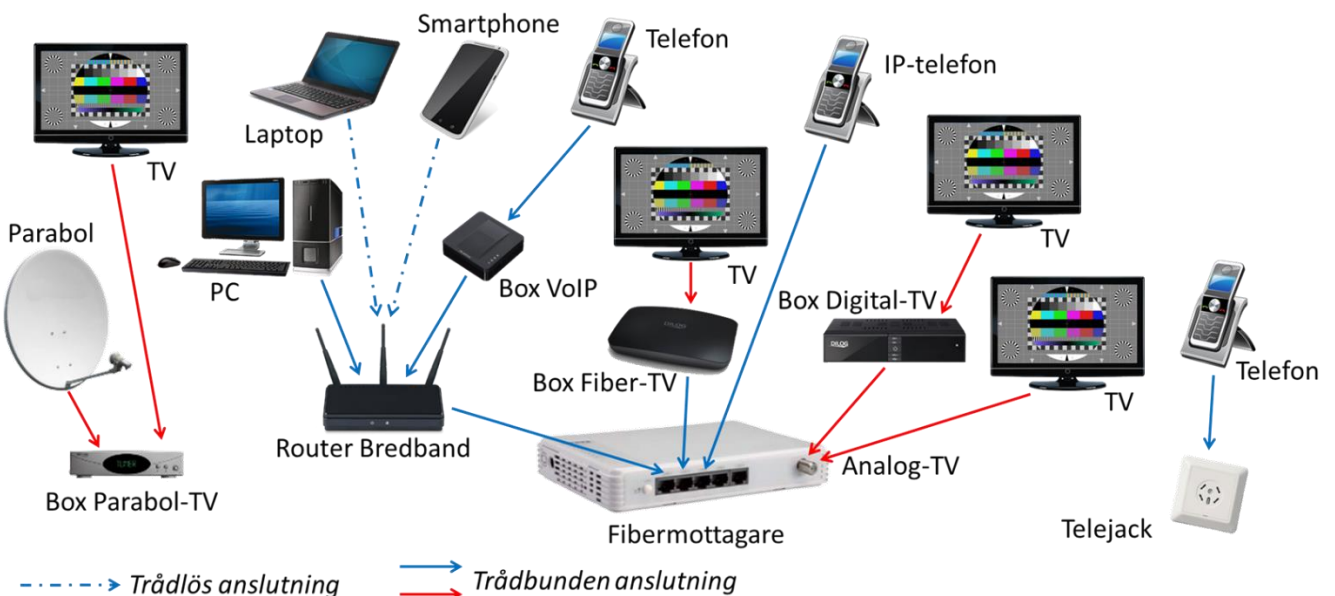 Smartphone
Telefon
IP-telefon
Laptop
TV
TV
Parabol
PC
Box VoIP
TV
Box Digital-TV
Box Fiber-TV
Telefon
TV
Router Bredband
Analog-TV
Box Parabol-TV
Fibermottagare
Telejack
Trådlös anslutning
Trådbunden anslutning